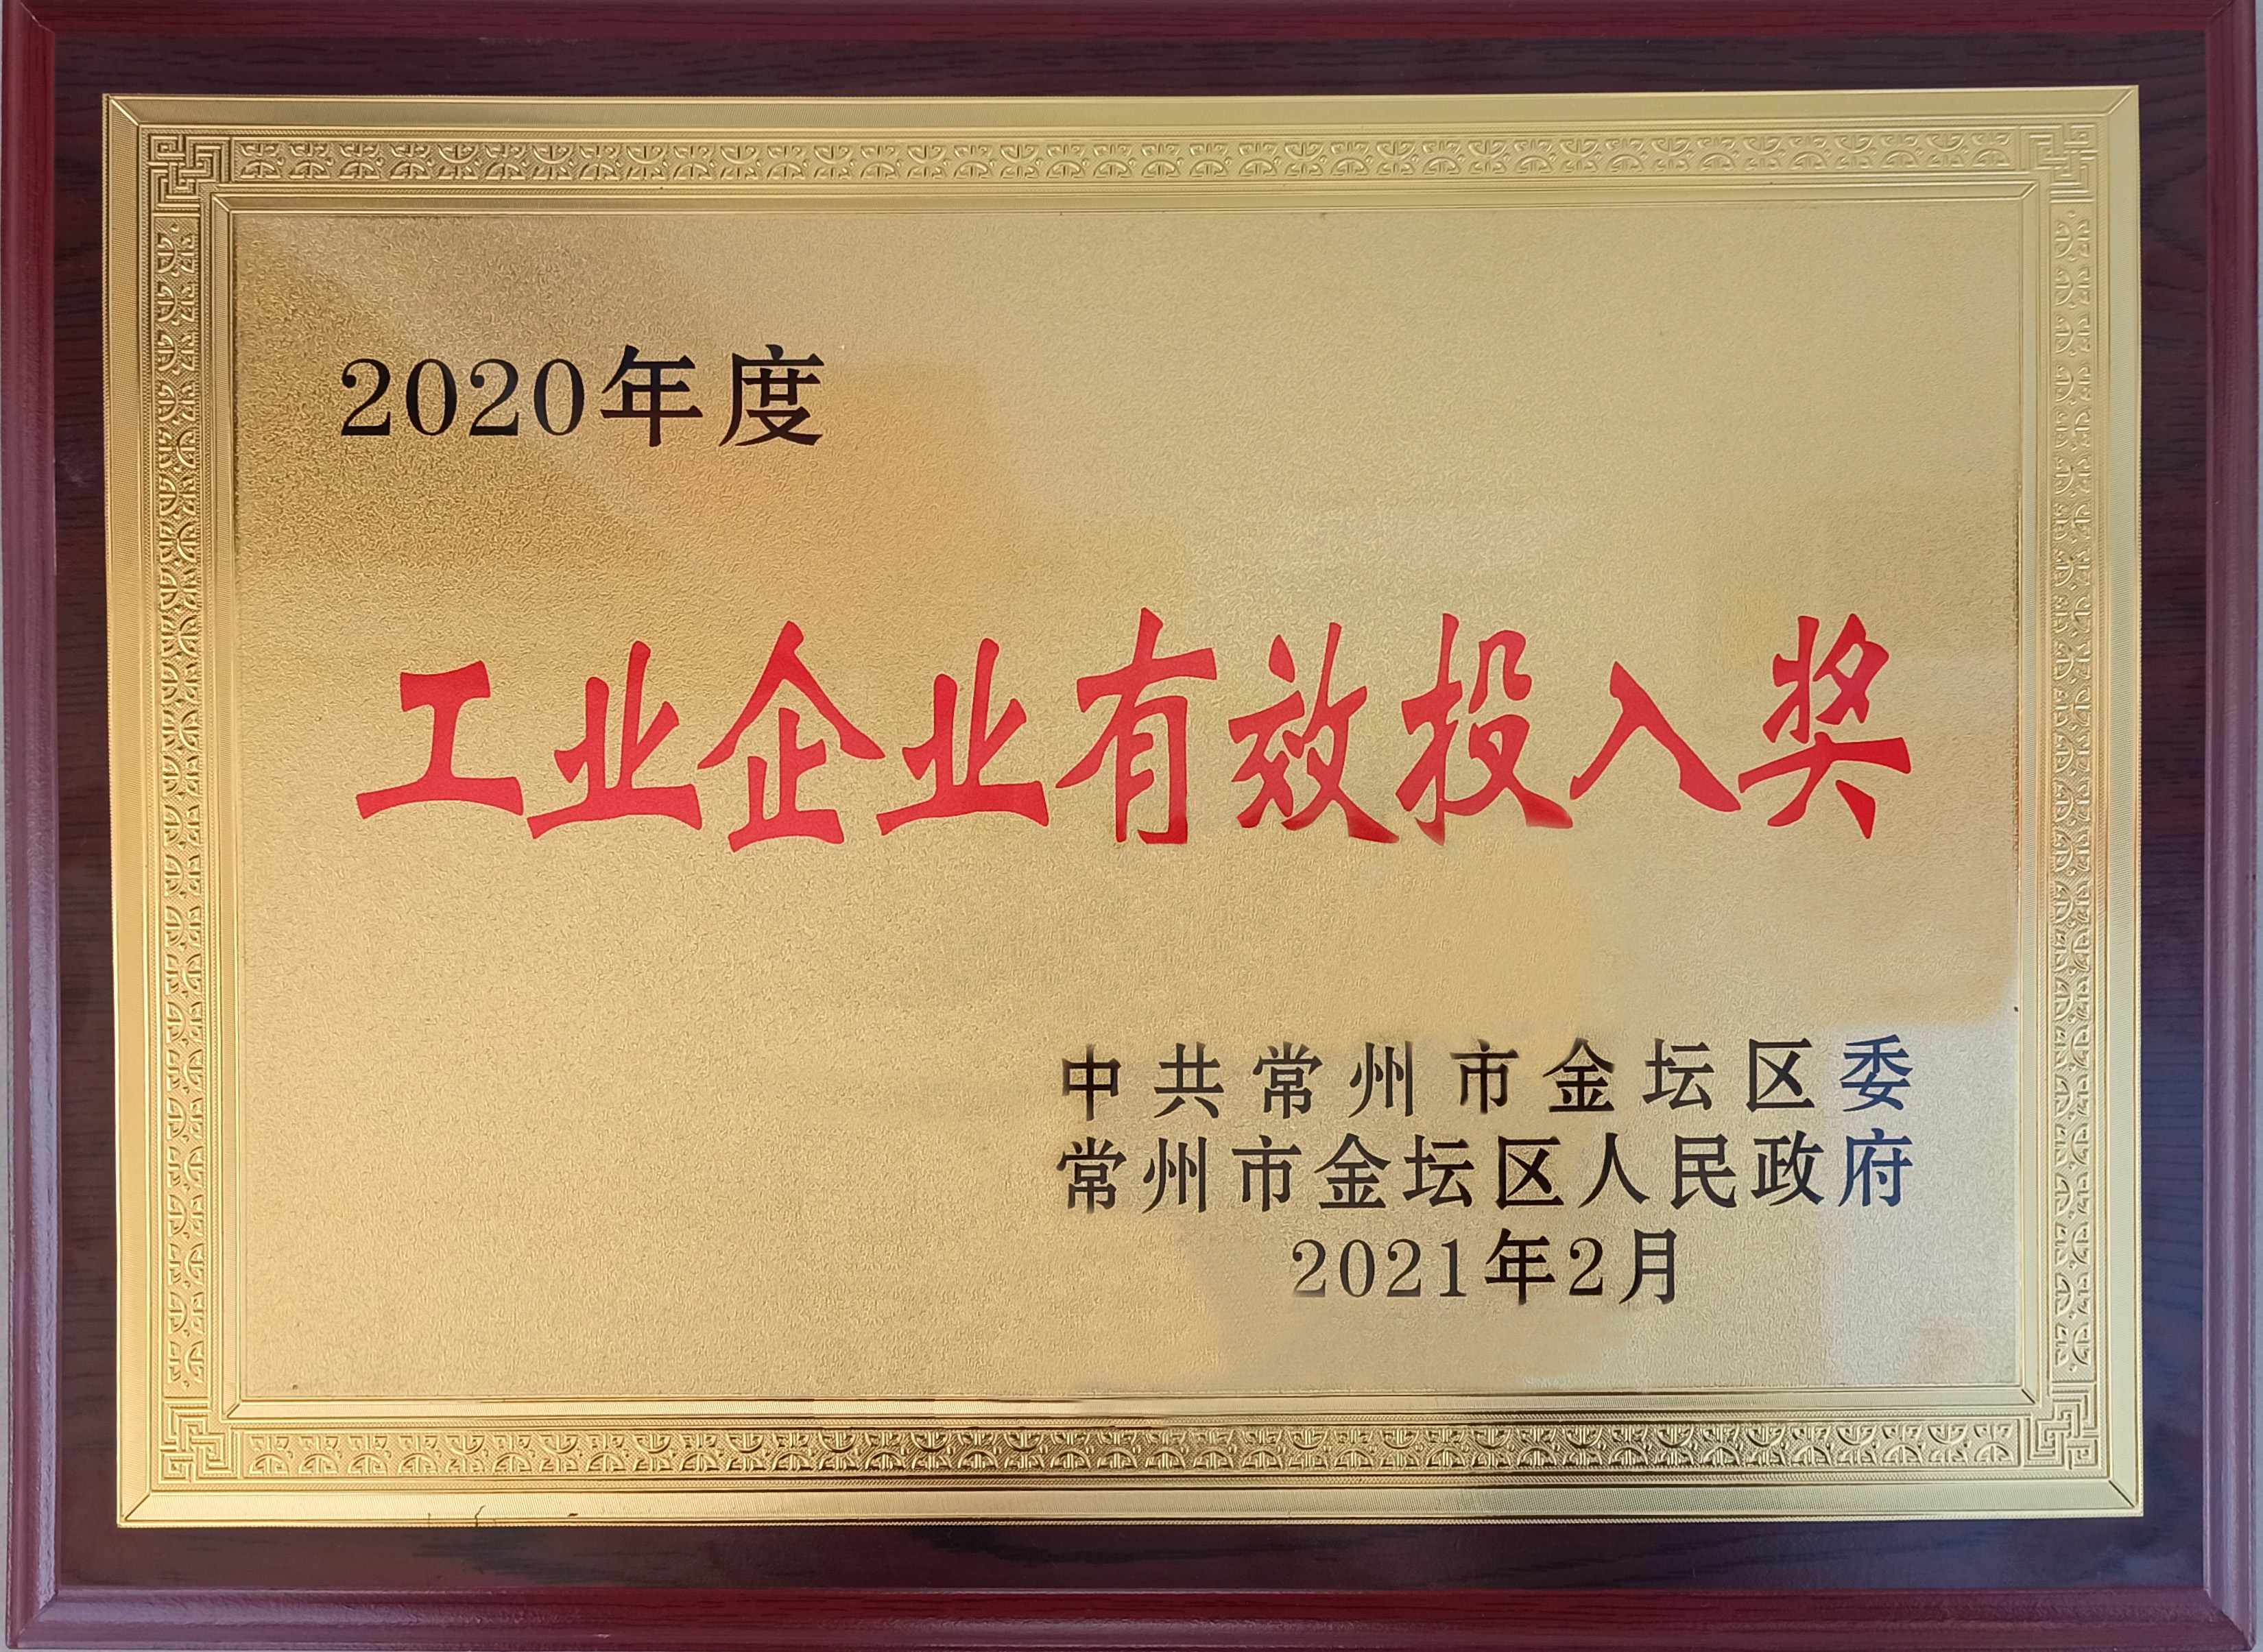 2020年度
工业企业有效投入奖
中共常州市金坛区委
常州市金坛区人民政府
2021年2月